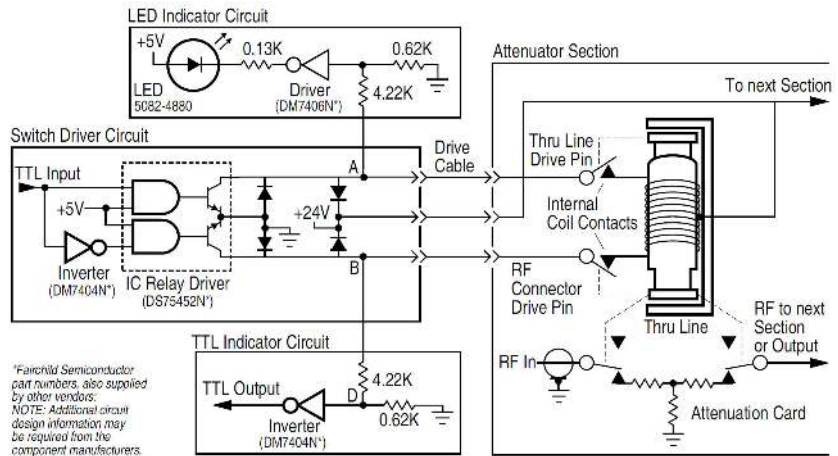 LED Indicator Circuit
+5V
0.13K
0.62K
LED
5082-4880
Driver
(DM7406N*)
4.22K
Attenuator Section
To next Section
Switch Driver Circuit
TTL Input
+5V
Inverter
(DM7404N*)
IC Relay Driver
(DS75452N*)
+24V
A
B
Drive
Cable
Thru Line
Drive Pin
Internal
Coil Contacts
RF
Connector
Drive Pin
Thru Line
RF to next
Section
or Output
RF In
Attenuation Card
TTL Indicator Circuit
TTL Output
D
4.22K
0.62K
Inverter
(DM7404N*)
*Fairchild Semiconductor
part numbers, also supplied
by other vendors:
NOTE: Additional circuit
design information may
be required from the
component manufacturers.